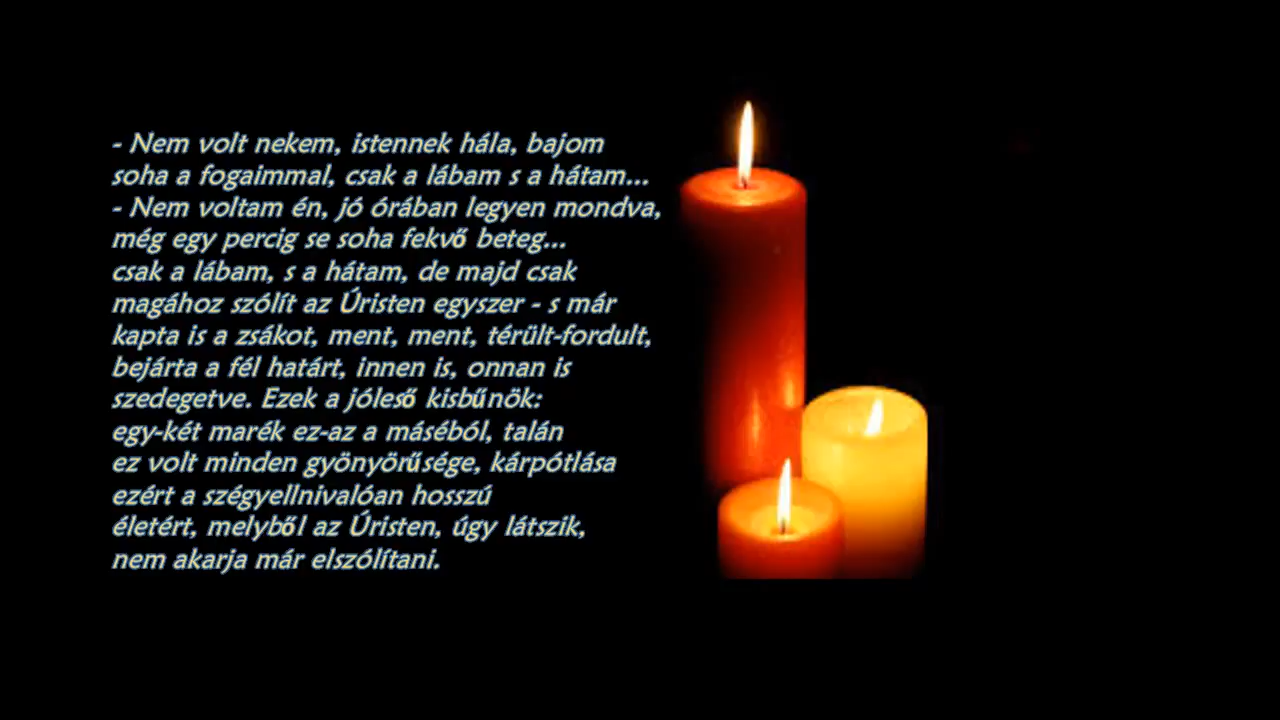 - Nem volt nekem, istennek hála, bajom
soha a fogaimmal, csak a lábam s a hátam...
- Nem voltam én, jó órában legyen mondva,
még egy percig se soha fekvő beteg...
csak a lábam, s a hátam, de majd csak
magához szólít az Úristen egyszer - s már
kapta is a zsákot, ment, ment, térült-fordult,
bejárta a fél határt, innen is, onnan is
szedegetve. Ezek a jóleső kisbűnök:
egy-két marék ez-az a máséból, talán
ez volt minden gyönyörűsége, kárpótlása
ezért a szégyellnivalóan hosszú
életért, melyből az Úristen, úgy látszik,
nem akarja már elszólítani.